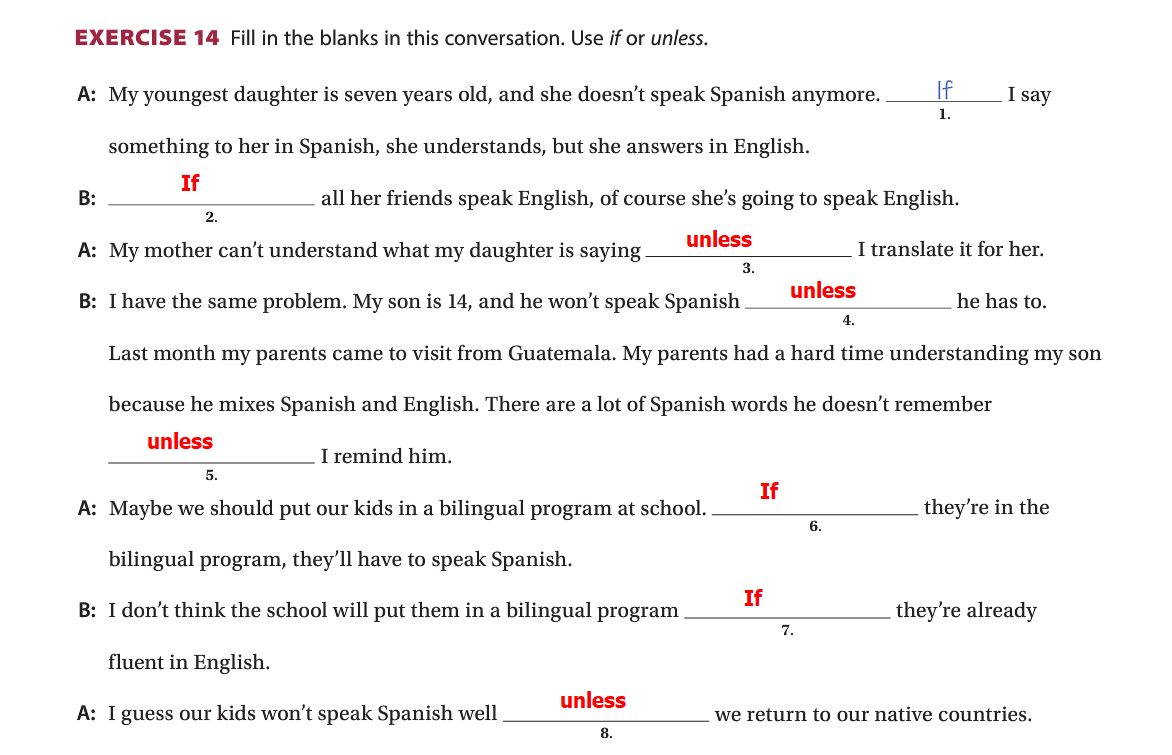 EXERCISE 14 Fill in the blanks in this conversation. Use if or unless.
A: My youngest daughter is seven years old, and she doesn’t speak Spanish anymore. If I say
1.
something to her in Spanish, she understands, but she answers in English.
B: If all her friends speak English, of course she’s going to speak English.
2.
A: My mother can’t understand what my daughter is saying unless I translate it for her.
3.
B: I have the same problem. My son is 14, and he won’t speak Spanish unless he has to.
4.
Last month my parents came to visit from Guatemala. My parents had a hard time understanding my son
because he mixes Spanish and English. There are a lot of Spanish words he doesn’t remember
unless I remind him.
5.
A: Maybe we should put our kids in a bilingual program at school. If they’re in the
6.
bilingual program, they’ll have to speak Spanish.
B: I don’t think the school will put them in a bilingual program If they’re already
7.
fluent in English.
A: I guess our kids won’t speak Spanish well unless we return to our native countries.
8.